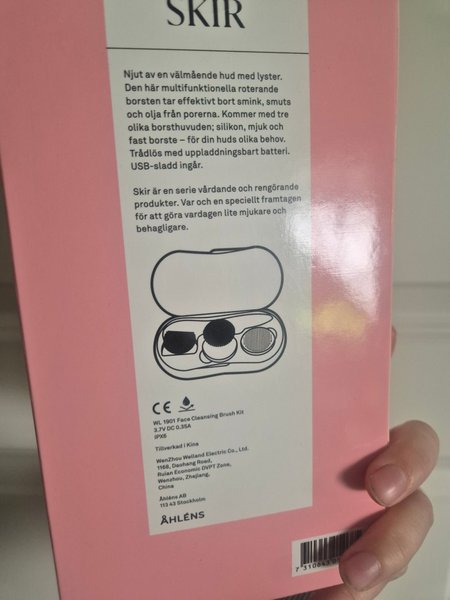 SKIR
Njut av en välmående hud med lyster.
Den här multifunktionella roterande
borsten tar effektivt bort smink, smuts
och olja från porerna. Kommer med tre
olika borsthuvuden; silikon, mjuk och
fast borste – för din huds olika behov.
Trådlös med uppladdningsbart batteri.
USB-sladd ingår.
Skir är en serie vårdande och rengörande
produkter. Var och en speciellt framtagen
för att göra vardagen lite mjukare och
behagligare.
CE
WL 1901 Face Cleansing Brush Kit
3.7V DC 0.35A
IPX6
Tillverkad i Kina
WenZhou Welland Electric Co., Ltd.
1168, Daohang Road,
Ruian Economic DVPT Zone,
Wenzhou, Zhejiang,
China
Åhléns AB
113 43 Stockholm
ÅHLÉNS